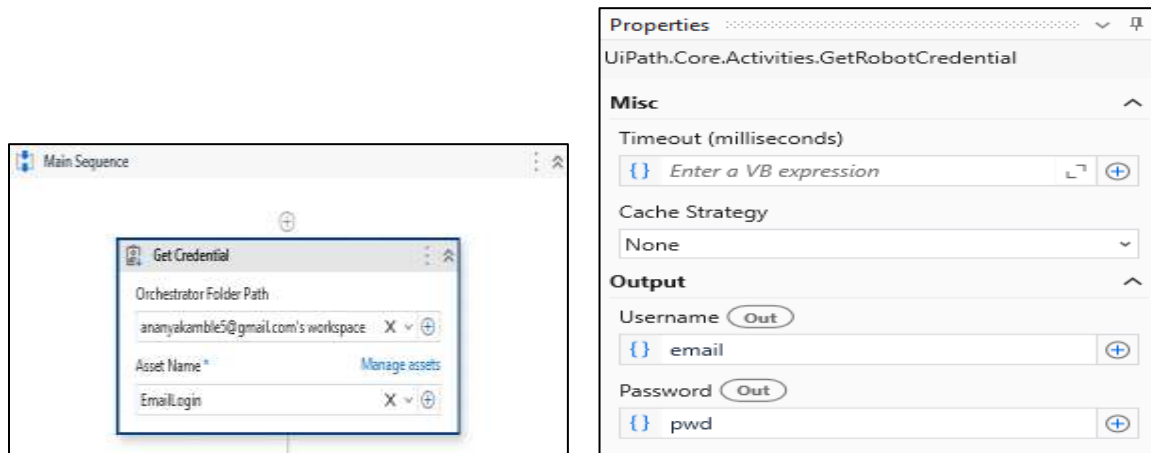 Main Sequence
Get Credential
Orchestrator Folder Path
ananyakamble5@gmail.com's workspace
Asset Name * Manage assets
EmailLogin
Properties
UiPath.Core.Activities.GetRobotCredential
Misc
Timeout (milliseconds)
{} Enter a VB expression
Cache Strategy
None
Output
Username Out
{} email
Password Out
{} pwd